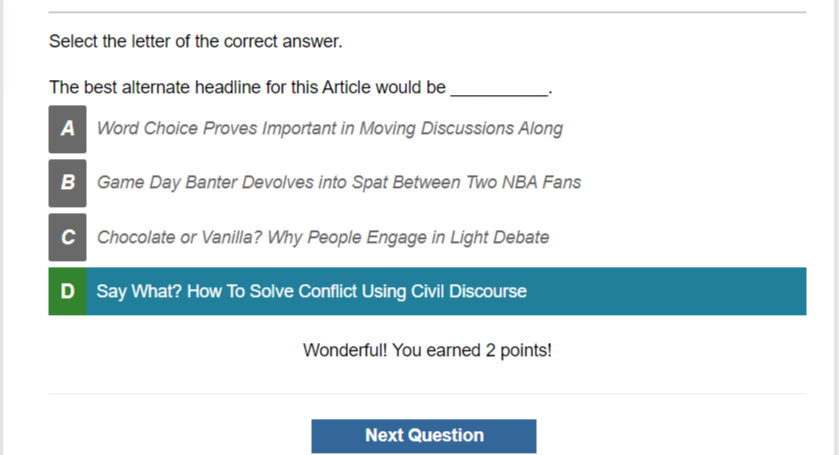 Select the letter of the correct answer.
The best alternate headline for this Article would be __________.
A Word Choice Proves Important in Moving Discussions Along
B Game Day Banter Devolves into Spat Between Two NBA Fans
C Chocolate or Vanilla? Why People Engage in Light Debate
D Say What? How To Solve Conflict Using Civil Discourse
Wonderful! You earned 2 points!
Next Question